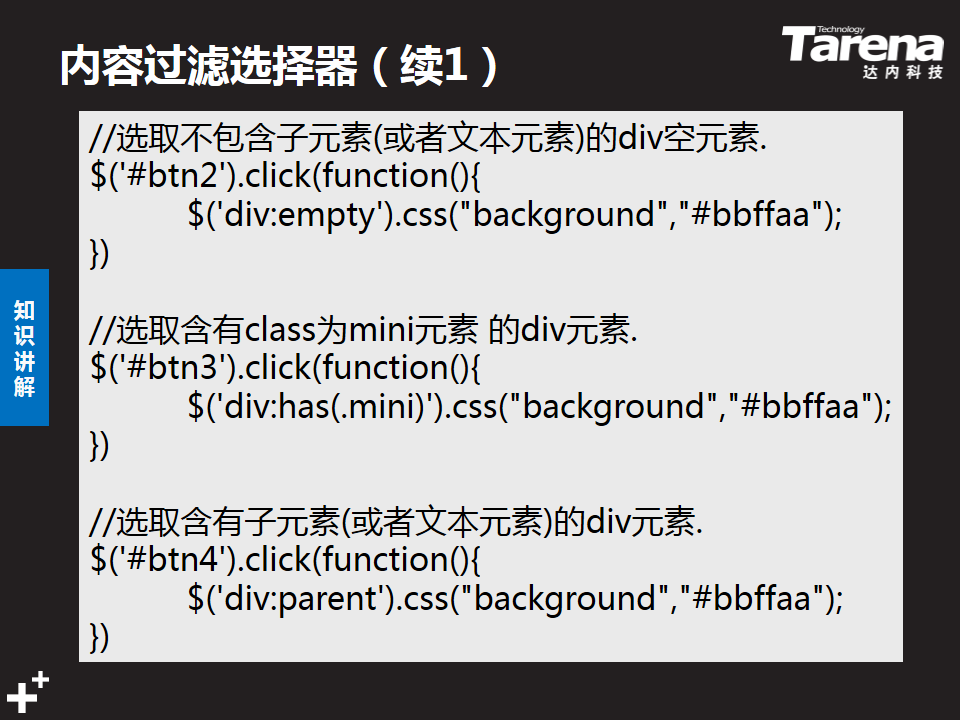 内容过滤选择器（续1）
Technology
Tarena
达内科技
//选取不包含子元素(或者文本元素)的div空元素.
$('#btn2').click(function(){
$('div:empty').css("background","#bbffaa");
})
//选取含有class为mini元素 的div元素.
$('#btn3').click(function(){
$('div:has(.mini)').css("background","#bbffaa");
})
//选取含有子元素(或者文本元素)的div元素.
$('#btn4').click(function(){
$('div:parent').css("background","#bbffaa");
})
知识讲解